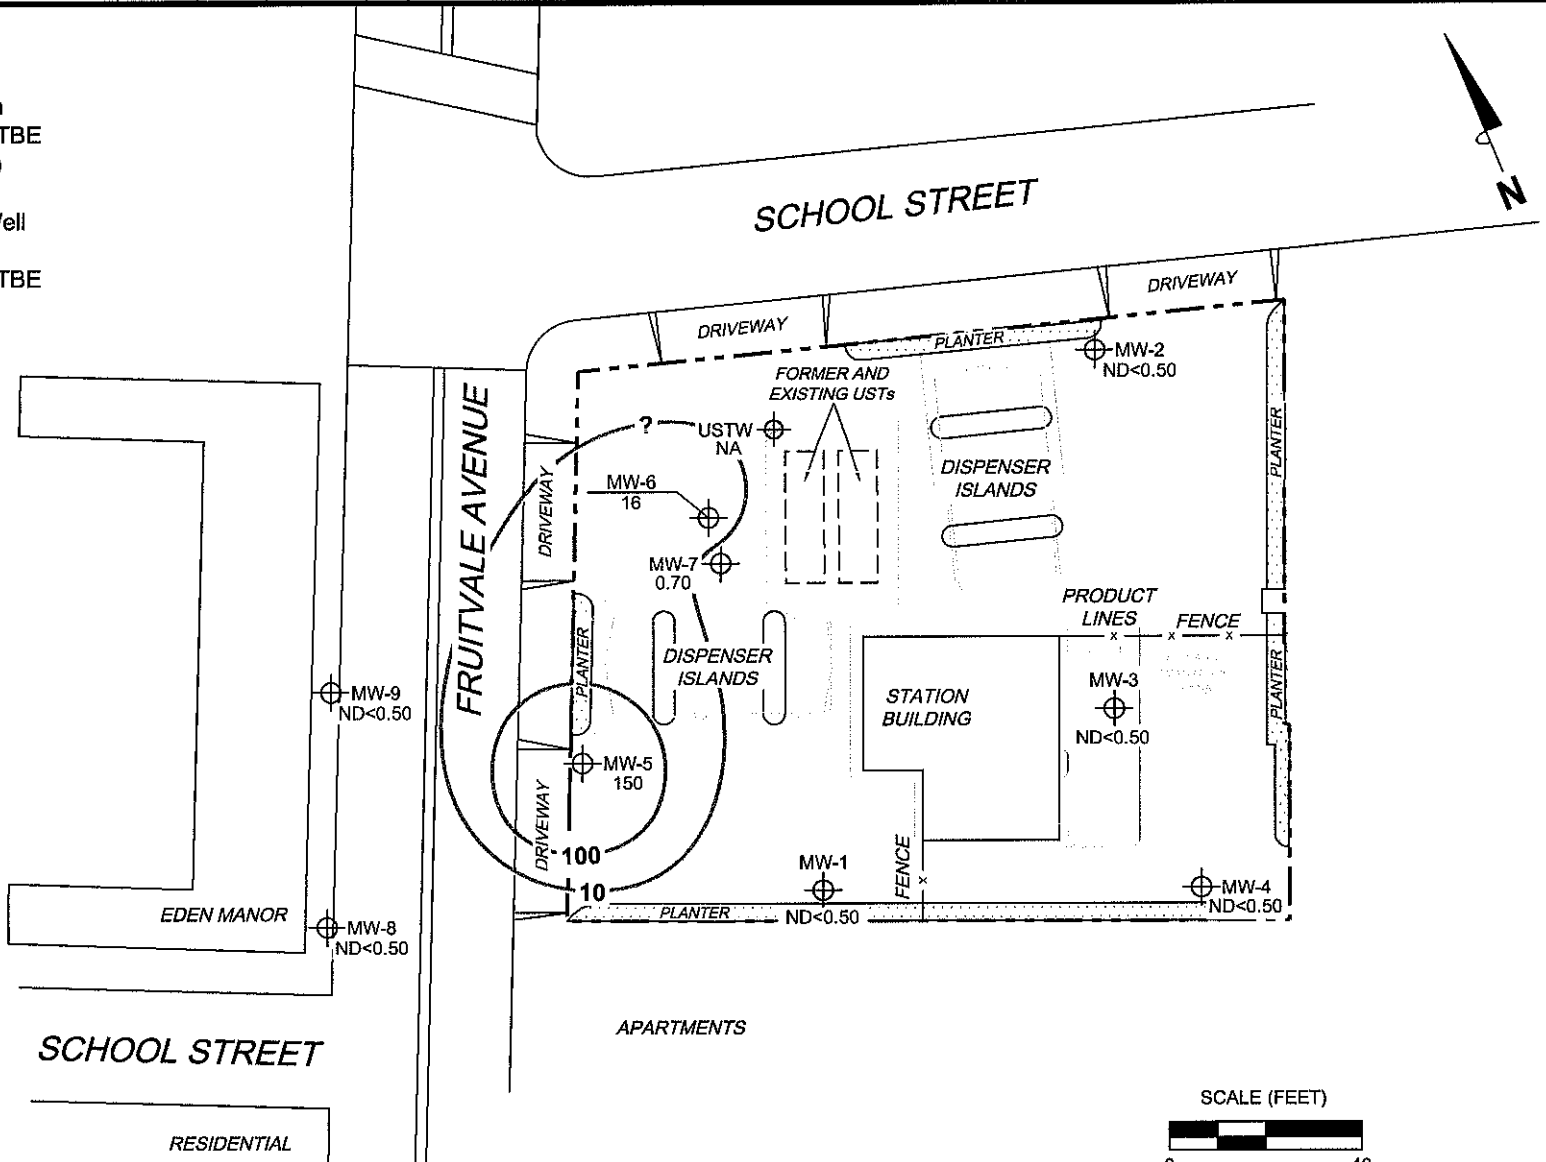 TBE
TBE
SCHOOL STREET
N
DRIVEWAY
DRIVEWAY
PLANTER
MW-2
ND<0.50
FORMER AND
EXISTING USTs
FRUITVALE AVENUE
?
USTW
NA
PLANTER
DISPENSER
ISLANDS
MW-6
16
DRIVEWAY
MW-7
0.70
PRODUCT
LINES
x
x
FENCE
x
PLANTER
DISPENSER
ISLANDS
MW-9
ND<0.50
STATION
BUILDING
MW-3
ND<0.50
PLANTER
MW-5
150
DRIVEWAY
100
10
MW-1
ND<0.50
FENCE
x
MW-4
ND<0.50
PLANTER
EDEN MANOR
MW-8
ND<0.50
SCHOOL STREET
APARTMENTS
RESIDENTIAL
SCALE (FEET)